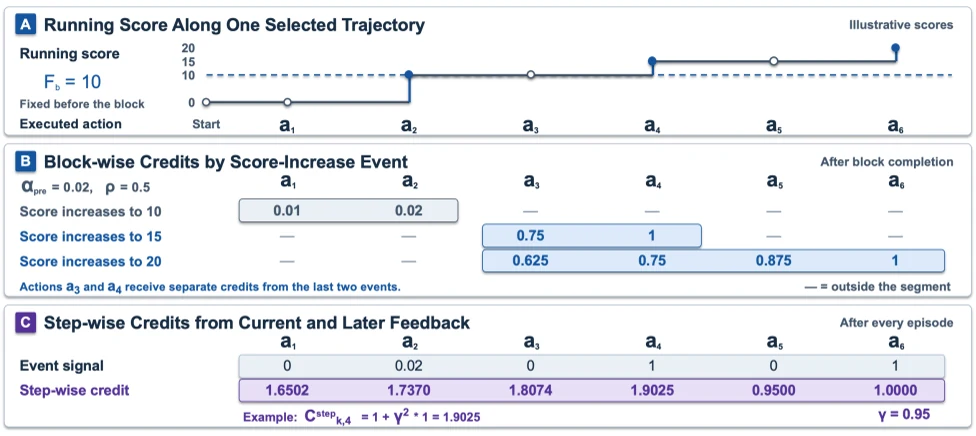 A Running Score Along One Selected Trajectory Illustrative scores
Running score 20
15
F_b = 10 10
Fixed before the block 0
Executed action Start a₁ a₂ a₃ a₄ a₅ a₆
B Block-wise Credits by Score-Increase Event After block completion
α_pre = 0.02, ρ = 0.5 a₁ a₂ a₃ a₄ a₅ a₆
Score increases to 10 0.01 0.02 — — — —
Score increases to 15 — — 0.75 1 — —
Score increases to 20 — — 0.625 0.75 0.875 1
Actions a₃ and a₄ receive separate credits from the last two events. — = outside the segment
C Step-wise Credits from Current and Later Feedback After every episode
a₁ a₂ a₃ a₄ a₅ a₆
Event signal 0 0.02 0 1 0 1
Step-wise credit 1.6502 1.7370 1.8074 1.9025 0.9500 1.0000
Example: C^step_k,4 = 1 + γ² * 1 = 1.9025 γ = 0.95